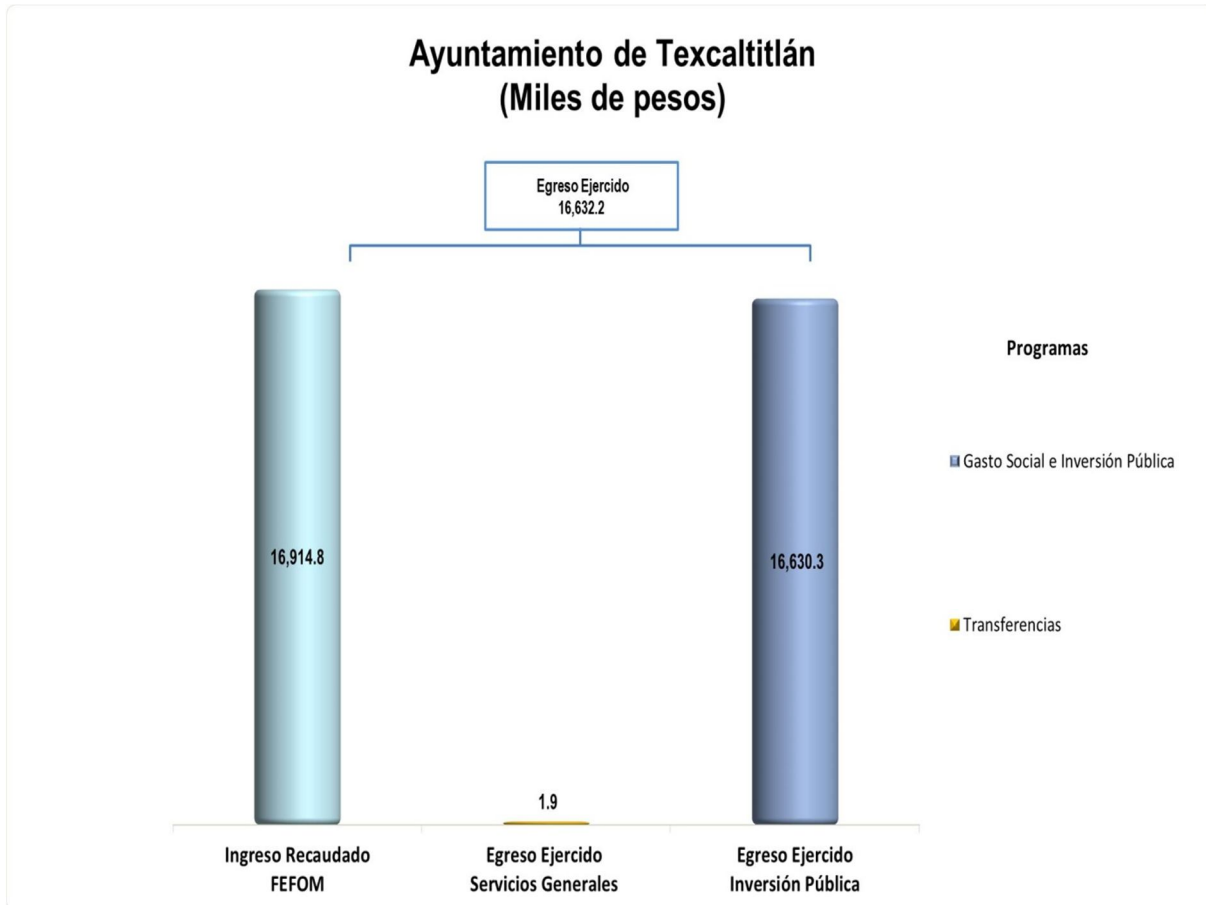 Ayuntamiento de Texcaltitlán
(Miles de pesos)
Egreso Ejercido
16,632.2
Programas
Gasto Social e Inversión Pública
16,914.8
16,630.3
Transferencias
1.9
Ingreso Recaudado
FEFOM
Egreso Ejercido
Servicios Generales
Egreso Ejercido
Inversión Pública